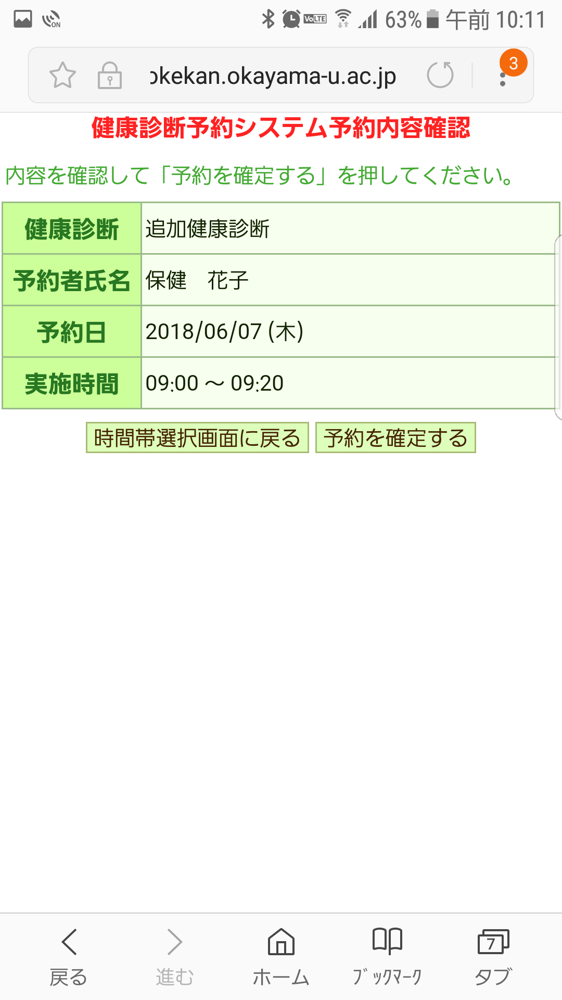 ON VoLTE 63% 午前 10:11
okekan.okayama-u.ac.jp 3
健康診断予約システム予約内容確認
内容を確認して「予約を確定する」を押してください。
健康診断 追加健康診断
予約者氏名 保健　花子
予約日 2018/06/07 (木)
実施時間 09:00 〜 09:20
時間帯選択画面に戻る 予約を確定する
7
戻る 進む ホーム ﾌﾞｯｸﾏｰｸ タブ